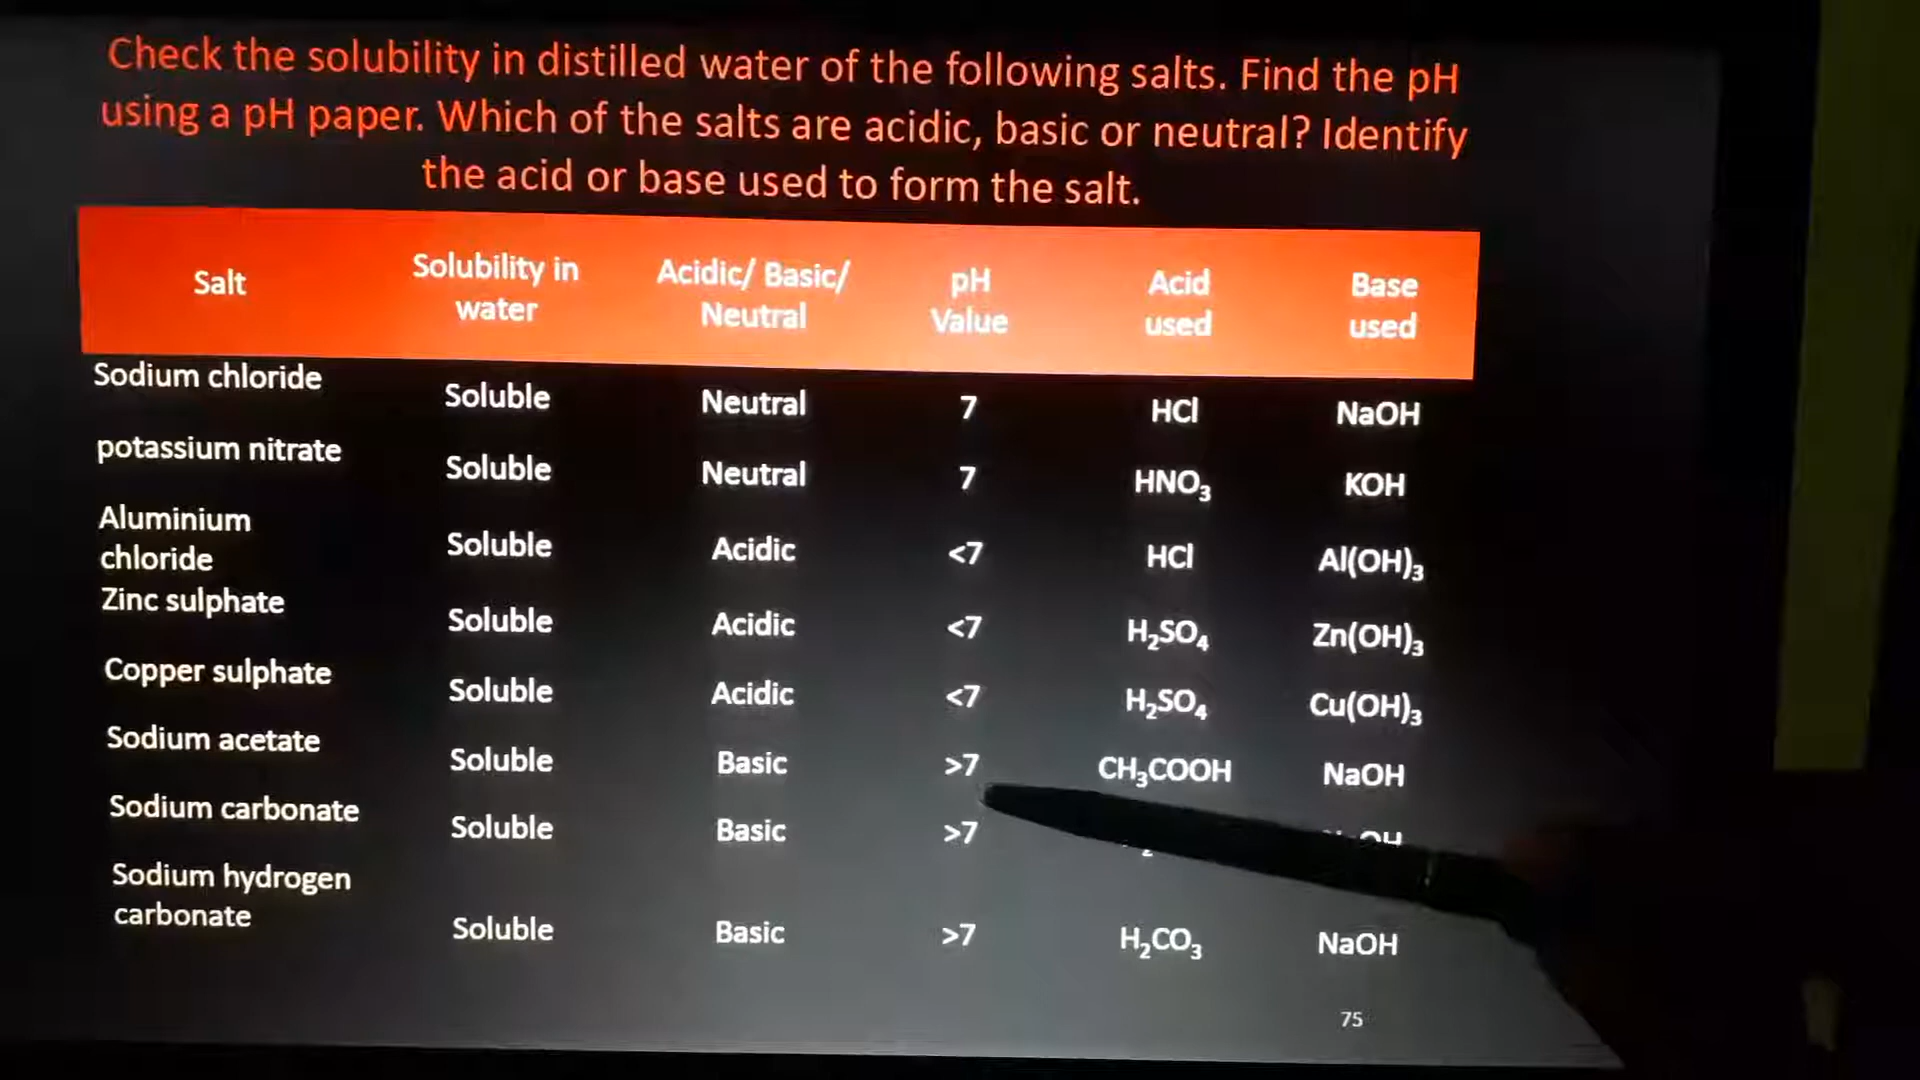 Check the solubility in distilled water of the following salts. Find the pH
using a pH paper. Which of the salts are acidic, basic or neutral? Identify
the acid or base used to form the salt.
Salt Solubility in water Acidic/ Basic/ Neutral pH Value Acid used Base used
Sodium chloride Soluble Neutral 7 HCl NaOH
potassium nitrate Soluble Neutral 7 HNO₃ KOH
Aluminium chloride Soluble Acidic <7 HCl Al(OH)₃
Zinc sulphate Soluble Acidic <7 H₂SO₄ Zn(OH)₃
Copper sulphate Soluble Acidic <7 H₂SO₄ Cu(OH)₃
Sodium acetate Soluble Basic >7 CH₃COOH NaOH
Sodium carbonate Soluble Basic >7
Sodium hydrogen carbonate Soluble Basic >7 H₂CO₃ NaOH
75